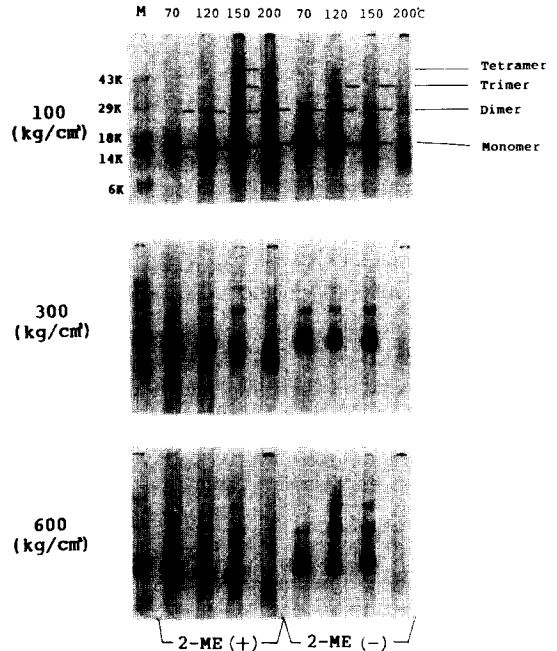 M 70 120 150 200 70 120 150 200℃
Tetramer
43K
Trimer
100
(kg/cm²)
29K
Dimer
18K
14K
Monomer
6K
300
(kg/cm²)
600
(kg/cm²)
2-ME (+) 2-ME (-)